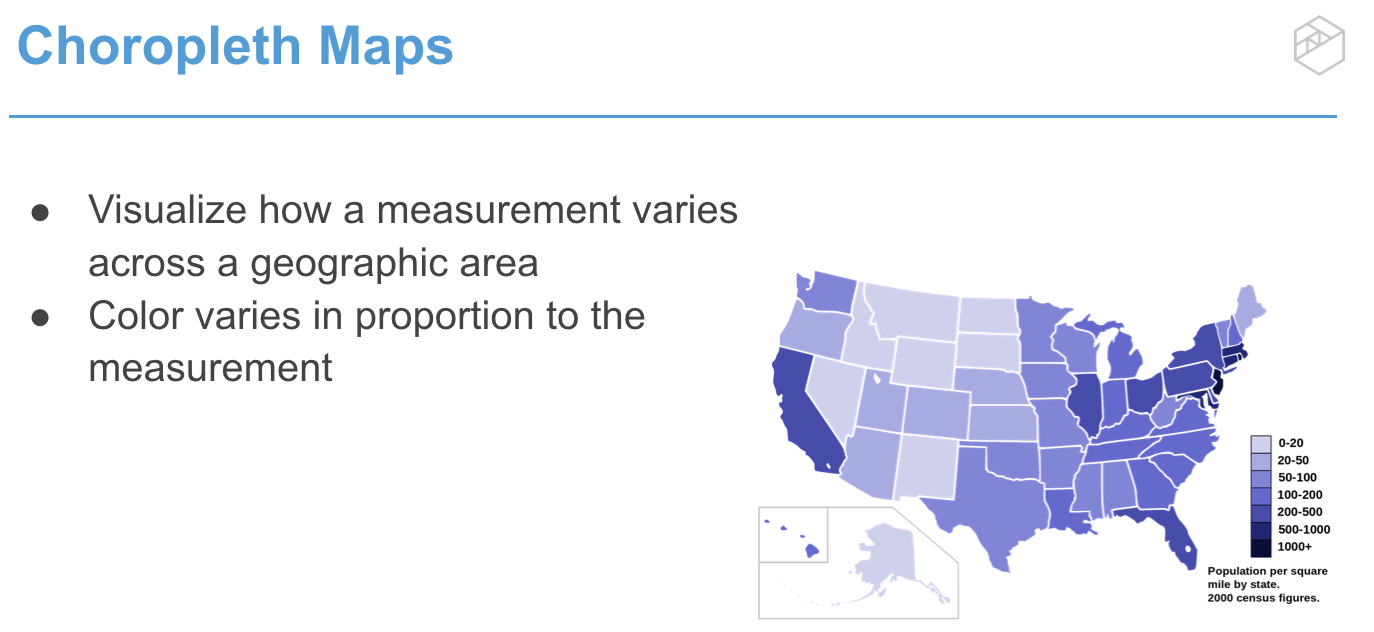 Choropleth Maps
● Visualize how a measurement varies
across a geographic area
● Color varies in proportion to the
measurement
0-20
20-50
50-100
100-200
200-500
500-1000
1000+
Population per square
mile by state.
2000 census figures.